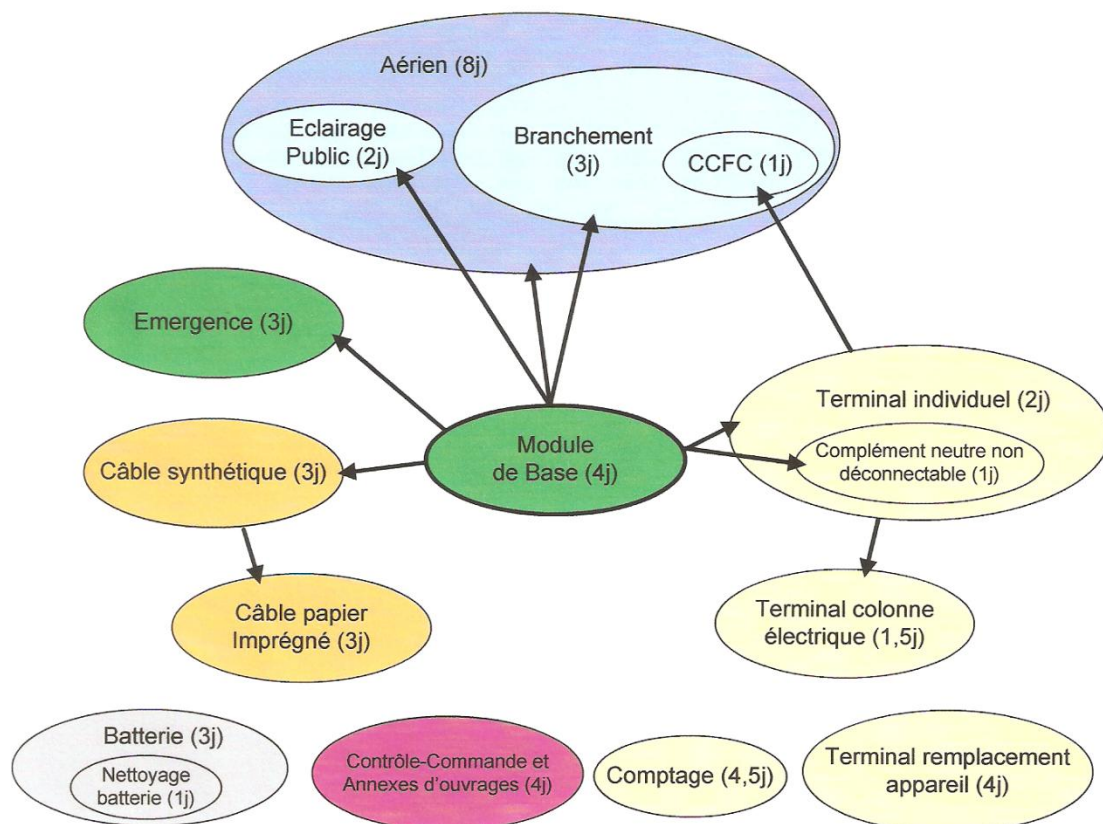 Aérien (8j)
Eclairage
Public (2j)
Branchement
(3j)
CCFC (1j)
Emergence (3j)
Module
de Base (4j)
Terminal individuel (2j)
Complément neutre non
déconnectable (1j)
Câble synthétique (3j)
Câble papier
Imprégné (3j)
Terminal colonne
électrique (1,5j)
Batterie (3j)
Nettoyage
batterie (1j)
Contrôle-Commande et
Annexes d'ouvrages (4j)
Comptage (4,5j)
Terminal remplacement
appareil (4j)